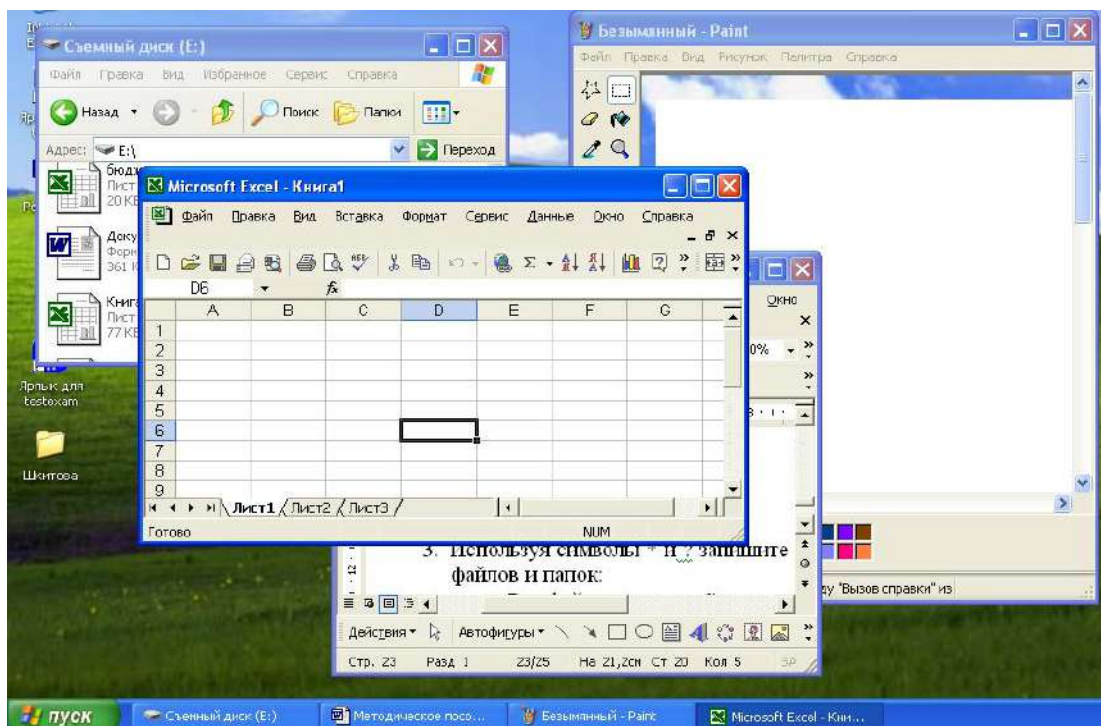 Съемный диск (E:)
Файл Правка Вид Избранное Сервис Справка
Назад Поиск Папки
Адрес: E:\ Переход
Лист
20 КБ
Доку
361 К
Книга
Лист
77 КБ
Ярлык для
testexam
Шкитова
Безымянный - Paint
Файл Правка Вид Рисунок Палитра Справка
Microsoft Excel - Книга1
Файл Правка Вид Вставка Формат Сервис Данные Окно Справка
D6 fx
A B C D E F G
1
2
3
4
5
6
7
8
9
Лист1 Лист2 Лист3
Готово NUM
Окно
0%
3. Используя символы * и ? запишите
файлов и папок:
Действия Автофигуры
Стр. 23 Разд 1 23/25 На 21,2см Ст 20 Кол 5
"Вызов справки" из
пуск Съемный диск (E:) Методическое посо... Безымянный - Paint Microsoft Excel - Кни...